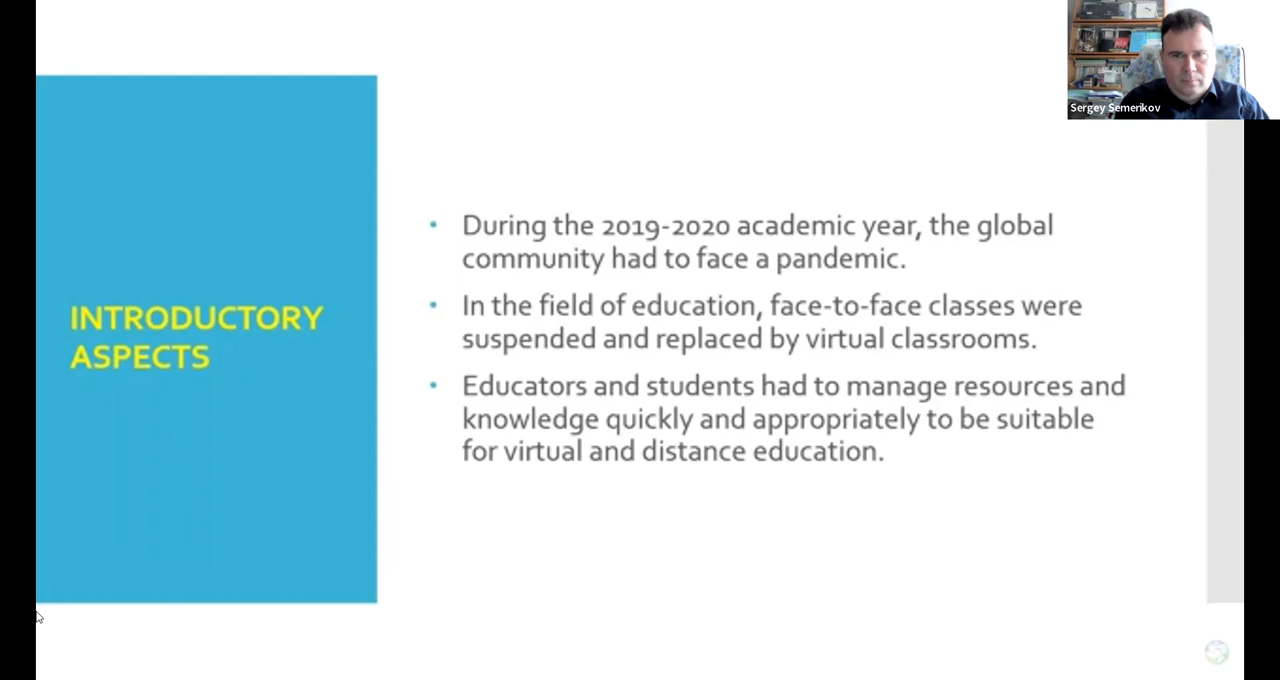 Sergey Semerikov
INTRODUCTORY
ASPECTS
• During the 2019-2020 academic year, the global
community had to face a pandemic.
• In the field of education, face-to-face classes were
suspended and replaced by virtual classrooms.
• Educators and students had to manage resources and
knowledge quickly and appropriately to be suitable
for virtual and distance education.